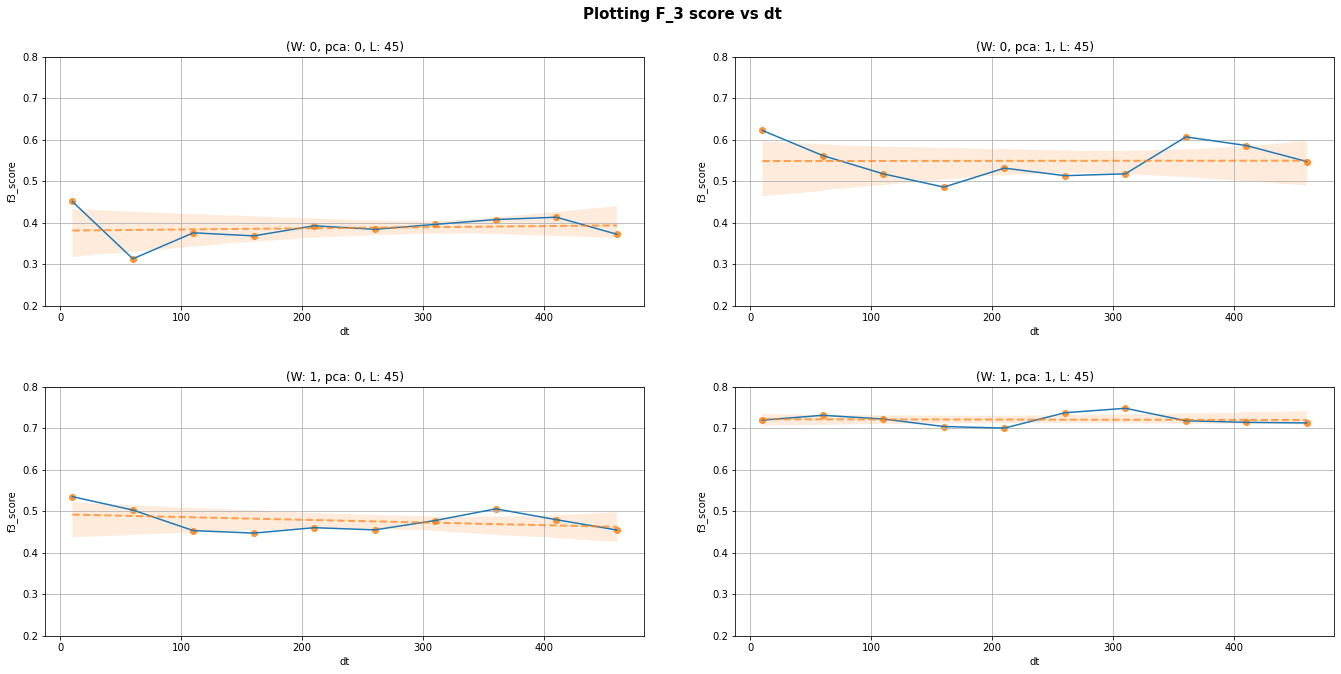 Plotting F_3 score vs dt
(W: 0, pca: 0, L: 45)
0.8
0.7
0.6
0.5
0.4
0.3
0.2
f3_score
0 100 200 300 400
dt
(W: 0, pca: 1, L: 45)
0.8
0.7
0.6
0.5
0.4
0.3
0.2
f3_score
0 100 200 300 400
dt
(W: 1, pca: 0, L: 45)
0.8
0.7
0.6
0.5
0.4
0.3
0.2
f3_score
0 100 200 300 400
dt
(W: 1, pca: 1, L: 45)
0.8
0.7
0.6
0.5
0.4
0.3
0.2
f3_score
0 100 200 300 400
dt